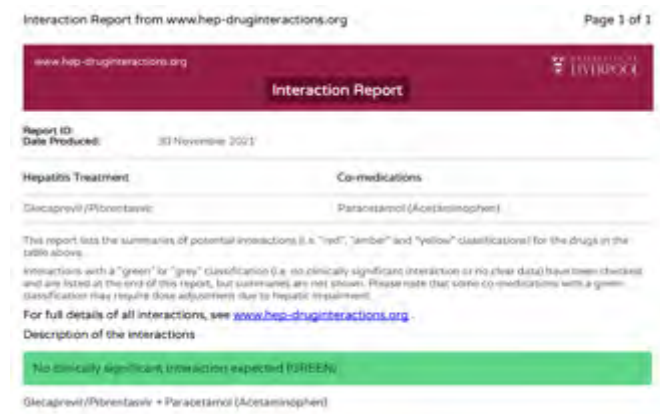 Interaction Report from www.hep-druginteractions.org
Page 1 of 1
www.hep-druginteractions.org
LIVERPOOL
Interaction Report
Report ID:
Date Produced: 30 November 2021
Hepatitis Treatment Co-medications
Glecaprevir/Pibrentasvir Paracetamol (Acetaminophen)
This report lists the summaries of potential interactions (i.e. "red", "amber" and "yellow" classifications) for the drugs in the
table above.
Interactions with a "green" or "grey" classification (i.e. no clinically significant interaction or no clear data) have been checked
and are listed at the end of this report, but summaries are not shown. Please note that some co-medications with a green
classification may require dose adjustment due to hepatic impairment.
For full details of all interactions, see www.hep-druginteractions.org
Description of the interactions
No clinically significant interaction expected (GREEN)
Glecaprevir/Pibrentasvir + Paracetamol (Acetaminophen)